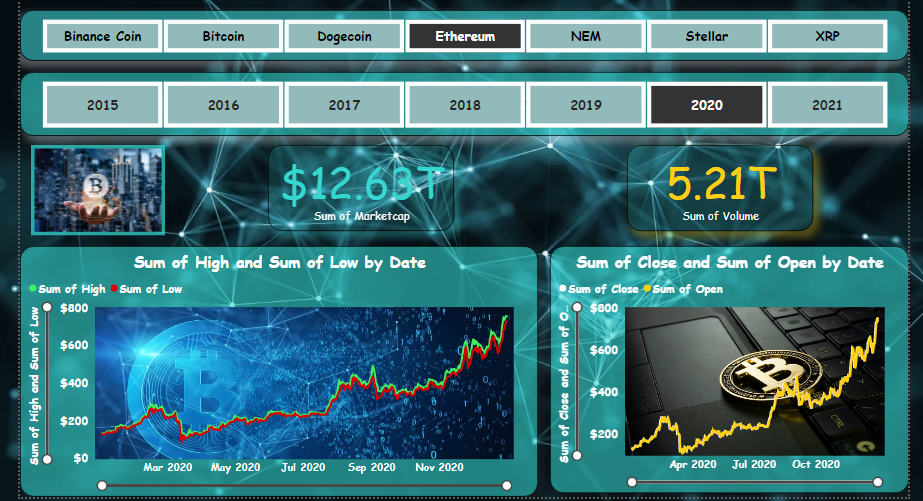 Binance Coin Bitcoin Dogecoin Ethereum NEM Stellar XRP
2015 2016 2017 2018 2019 2020 2021
$12.63T
Sum of Marketcap
5.21T
Sum of Volume
Sum of High and Sum of Low by Date
Sum of High Sum of Low
Sum of High and Sum of Low
$800
$600
$400
$200
$0
Mar 2020 May 2020 Jul 2020 Sep 2020 Nov 2020
Sum of Close and Sum of Open by Date
Sum of Close Sum of Open
Sum of Close and Sum of O...
$800
$600
$400
$200
Apr 2020 Jul 2020 Oct 2020